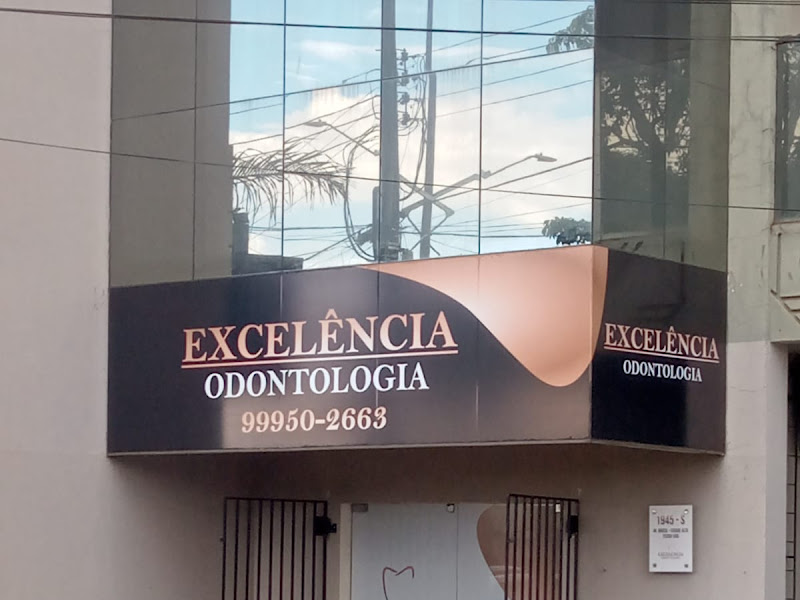 EXCELÊNCIA
ODONTOLOGIA
99950-2663
EXCELÊNCIA
ODONTOLOGIA
1945 - S